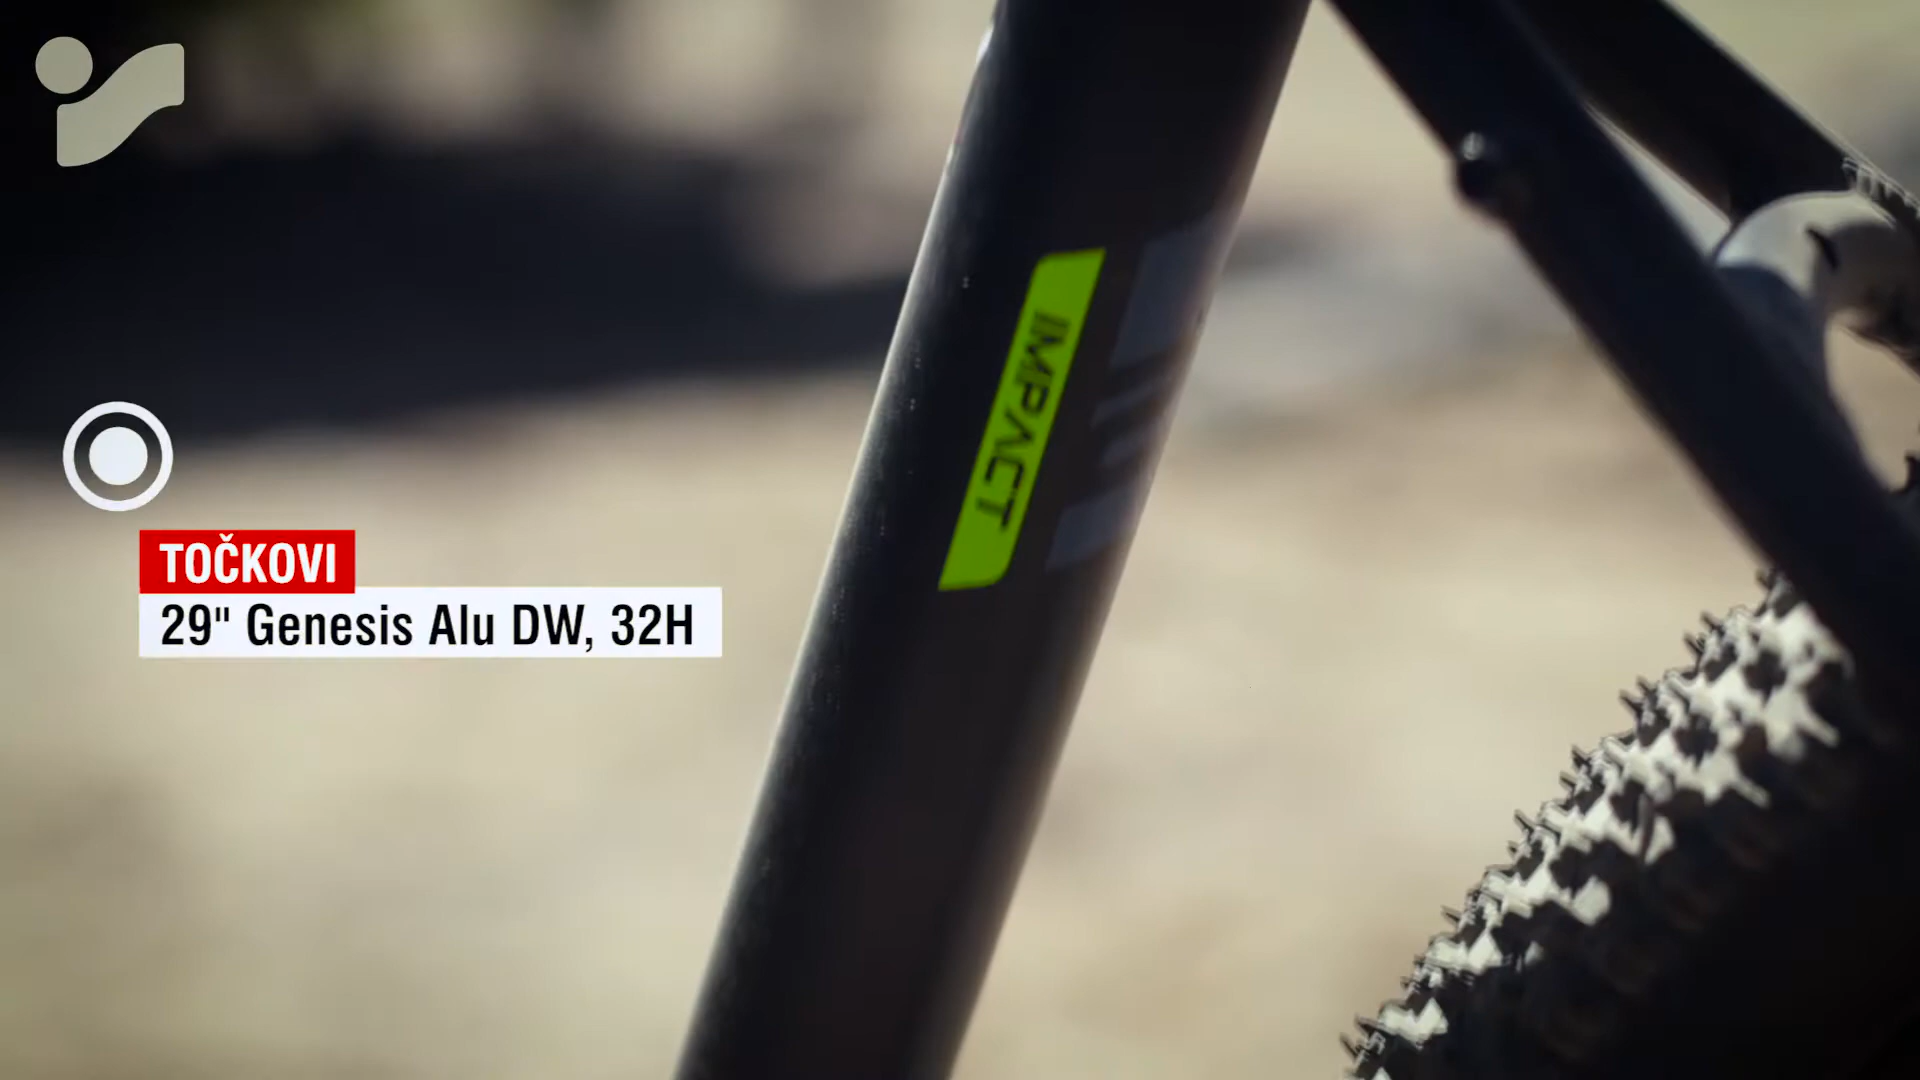 IMPACT
TOČKOVI
29" Genesis Alu DW, 32H